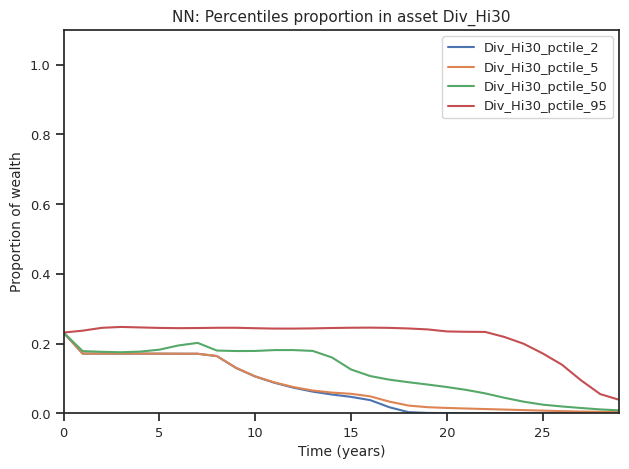 NN: Percentiles proportion in asset Div_Hi30
Div_Hi30_pctile_2
Div_Hi30_pctile_5
Div_Hi30_pctile_50
Div_Hi30_pctile_95
Proportion of wealth
1.0
0.8
0.6
0.4
0.2
0.0
0 5 10 15 20 25
Time (years)